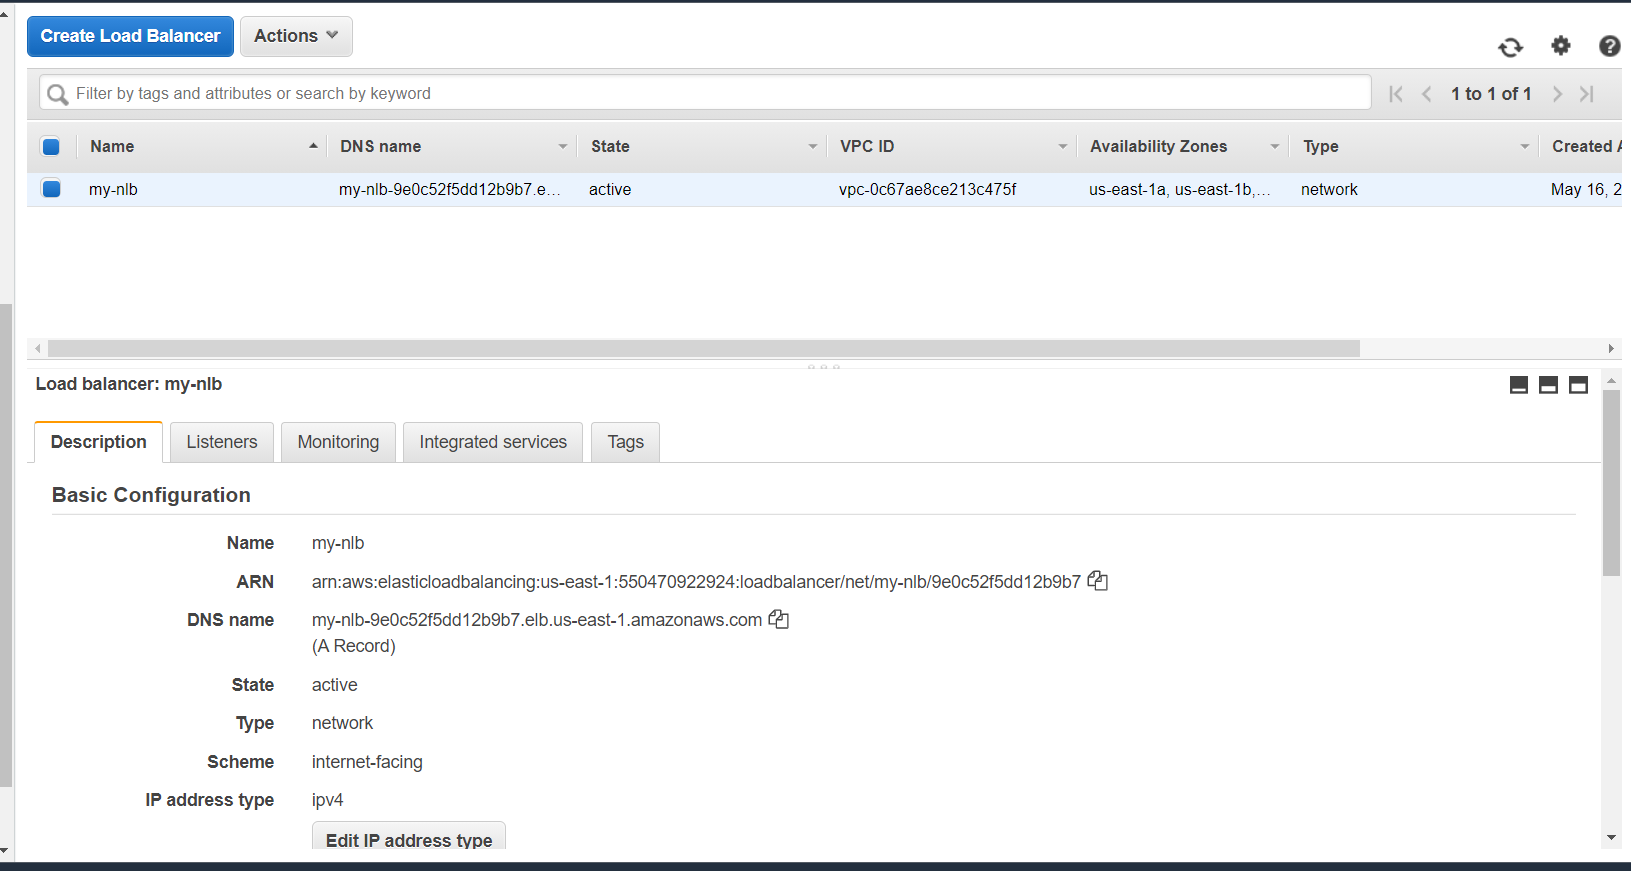 Create Load Balancer Actions
Filter by tags and attributes or search by keyword 1 to 1 of 1
Name DNS name State VPC ID Availability Zones Type Created A
my-nlb my-nlb-9e0c52f5dd12b9b7.e... active vpc-0c67ae8ce213c475f us-east-1a, us-east-1b,... network May 16, 2
Load balancer: my-nlb
Description Listeners Monitoring Integrated services Tags
Basic Configuration
Name my-nlb
ARN arn:aws:elasticloadbalancing:us-east-1:550470922924:loadbalancer/net/my-nlb/9e0c52f5dd12b9b7
DNS name my-nlb-9e0c52f5dd12b9b7.elb.us-east-1.amazonaws.com
(A Record)
State active
Type network
Scheme internet-facing
IP address type ipv4
Edit IP address type